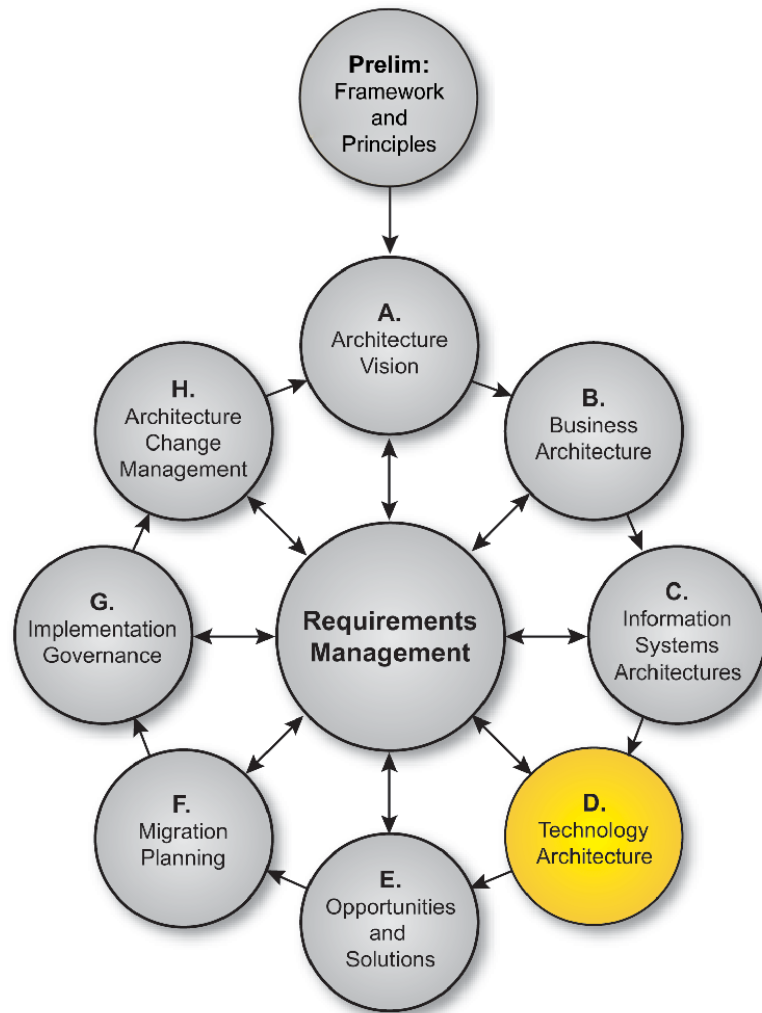 Prelim:
Framework
and
Principles
A.
Architecture
Vision
B.
Business
Architecture
C.
Information
Systems
Architectures
D.
Technology
Architecture
E.
Opportunities
and
Solutions
F.
Migration
Planning
G.
Implementation
Governance
H.
Architecture
Change
Management
Requirements
Management